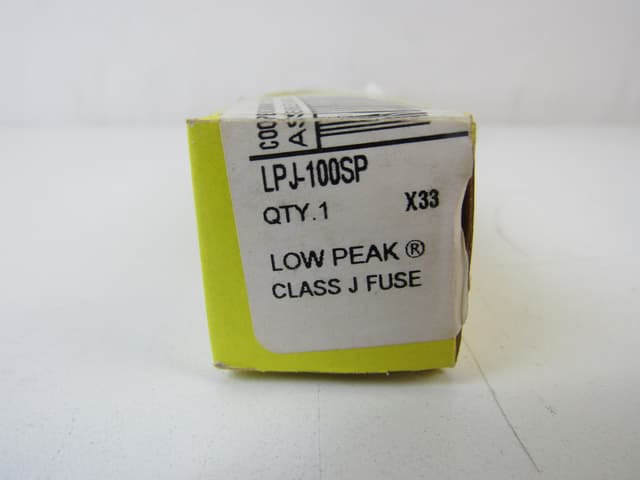 LPJ-100SP
QTY.1 X33
LOW PEAK ®
CLASS J FUSE